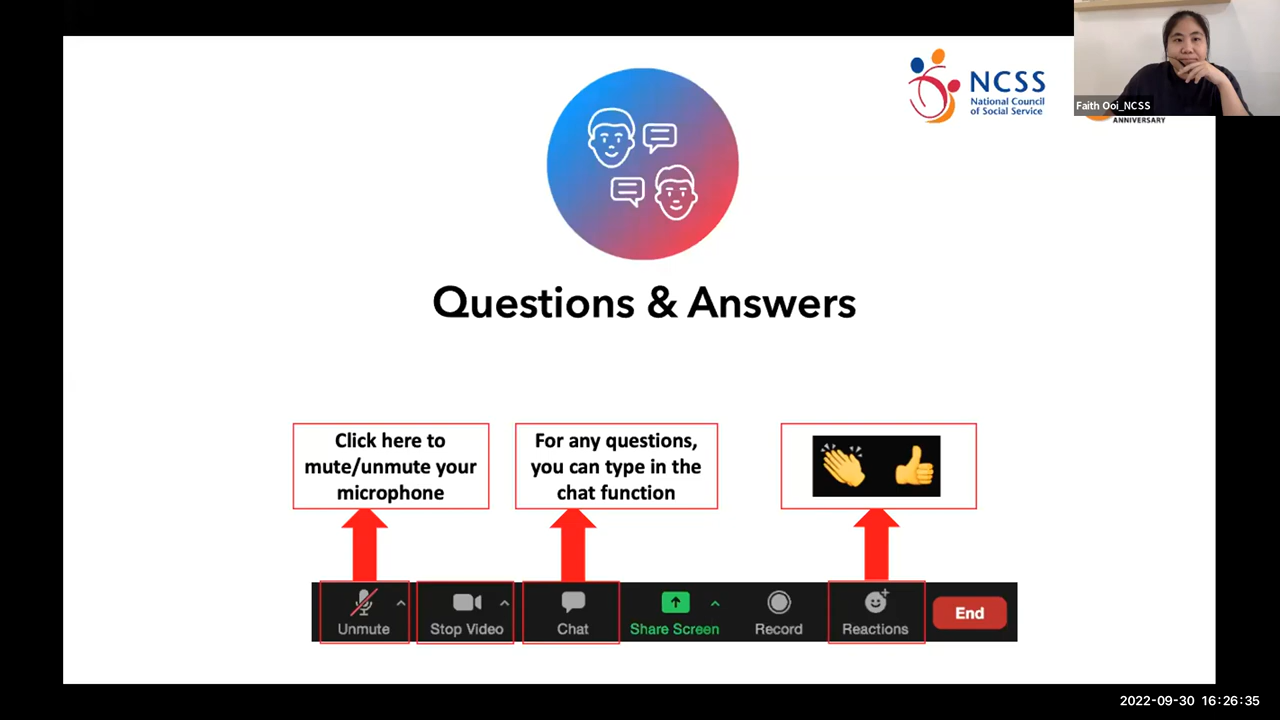 NCSS
National Council
of Social Service
Faith Ooi_NCSS
ANNIVERSARY
Questions & Answers
Click here to
mute/unmute your
microphone
For any questions,
you can type in the
chat function
Unmute
Stop Video
Chat
Share Screen
Record
Reactions
End
2022-09-30 16:26:35